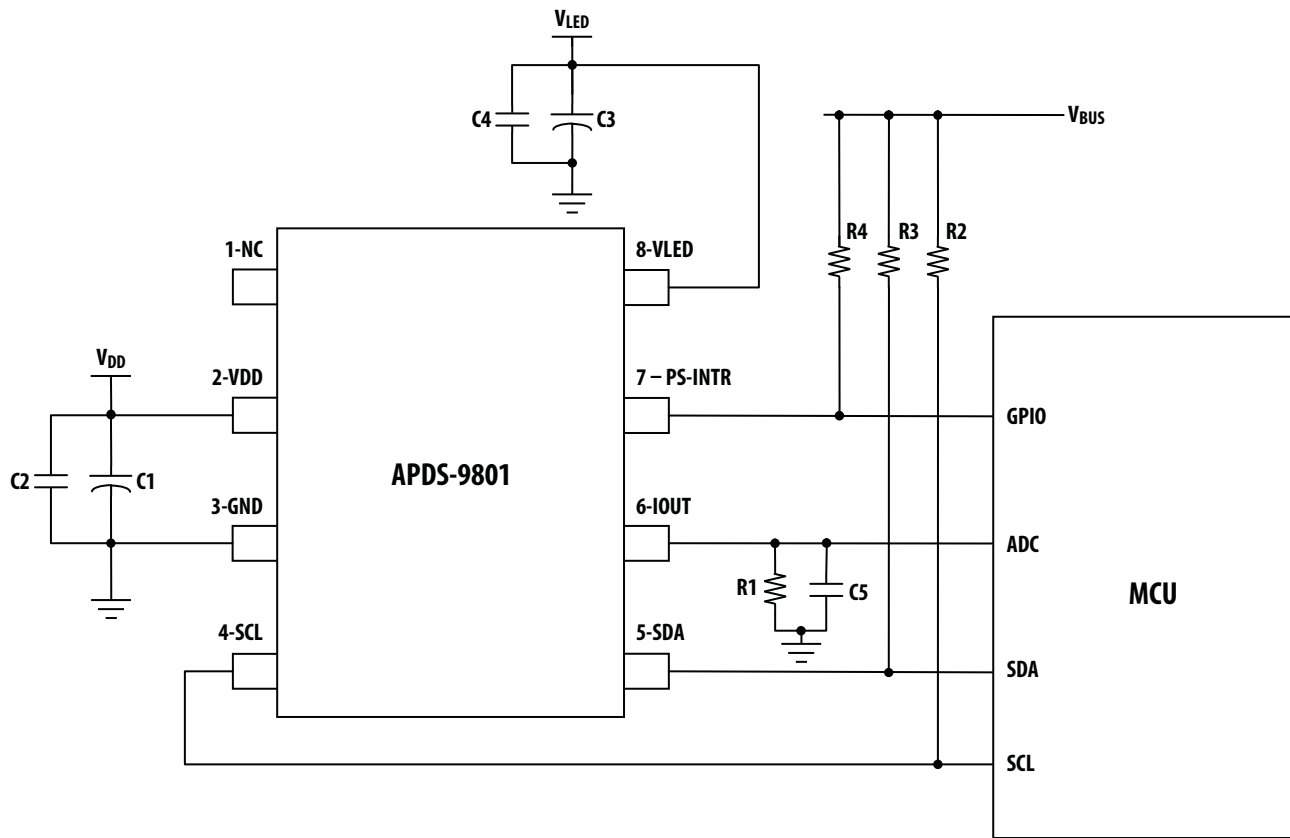 VLED
C4
C3
VBUS
R4
R3
R2
1-NC
8-VLED
VDD
2-VDD
7 – PS-INTR
GPIO
C2
C1
APDS-9801
3-GND
6-IOUT
ADC
R1
C5
MCU
4-SCL
5-SDA
SDA
SCL